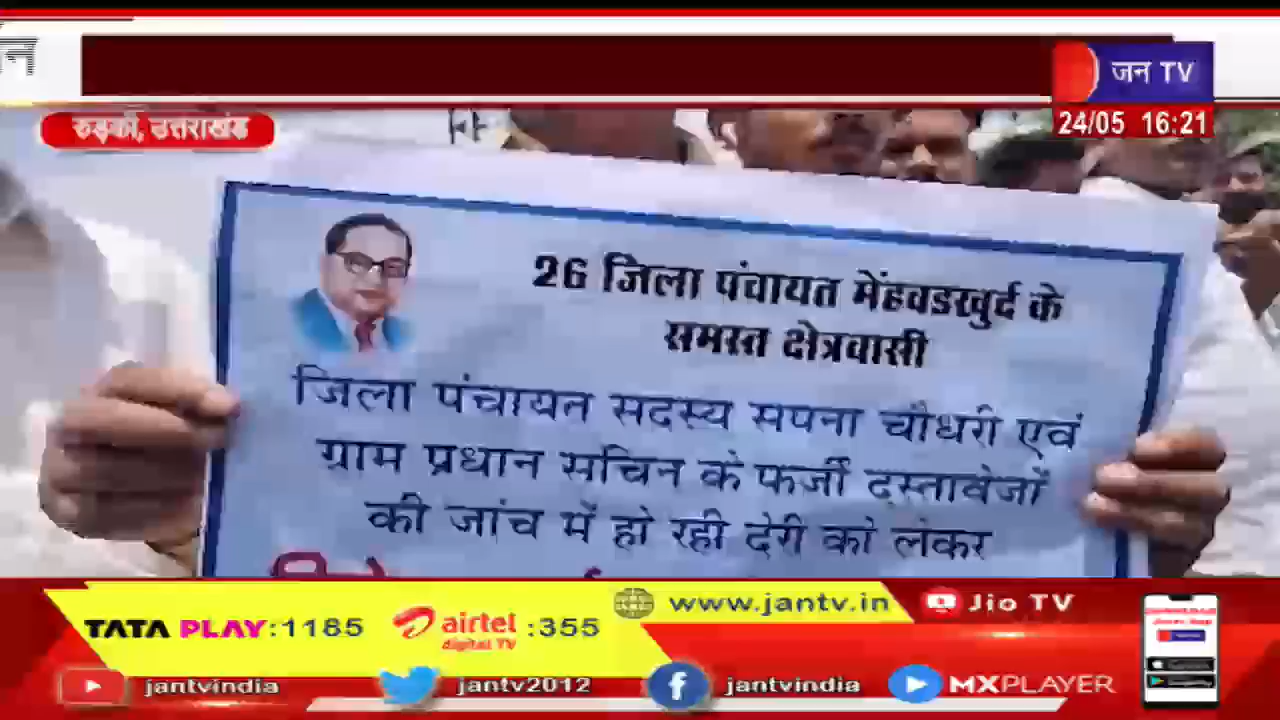 ल
जन TV
रुड़की, उत्तराखंड
24/05 16:21
26 जिला पंचायत मेंहवडखुर्द के
समस्त क्षेत्रवासी
जिला पंचायत सदस्य सपना चौधरी एवं
ग्राम प्रधान सचिन के फर्जी दस्तावेजों
की जांच में हो रही देरी को लेकर
TATA PLAY:1185
airtel digital TV :355
www.jantv.in
Jio TV
jantvindia
jantv2012
jantvindia
MXPLAYER